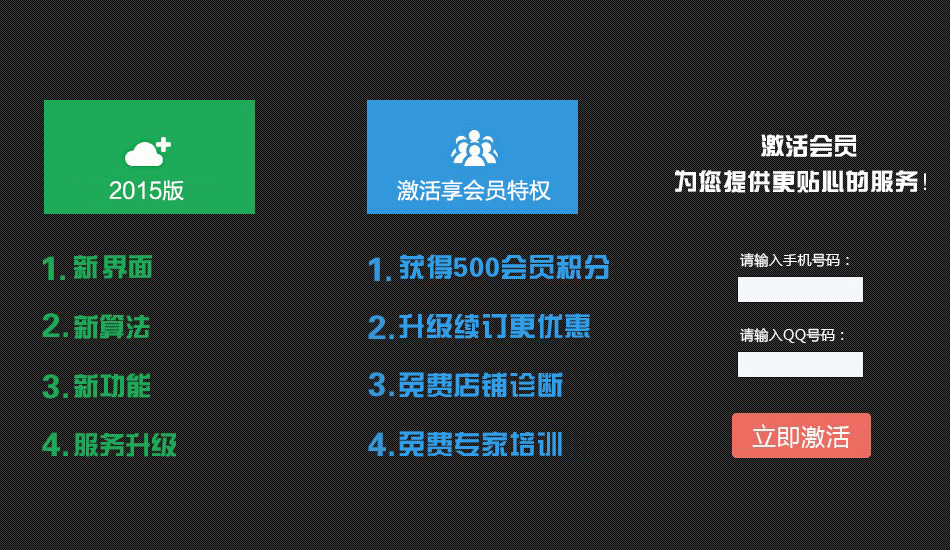 2015版
1.新界面
2.新算法
3.新功能
4.服务升级
激活享会员特权
1.获得500会员积分
2.升级续订更优惠
3.免费店铺诊断
4.免费专家培训
激活会员
为您提供更贴心的服务!
请输入手机号码：
请输入QQ号码：
立即激活